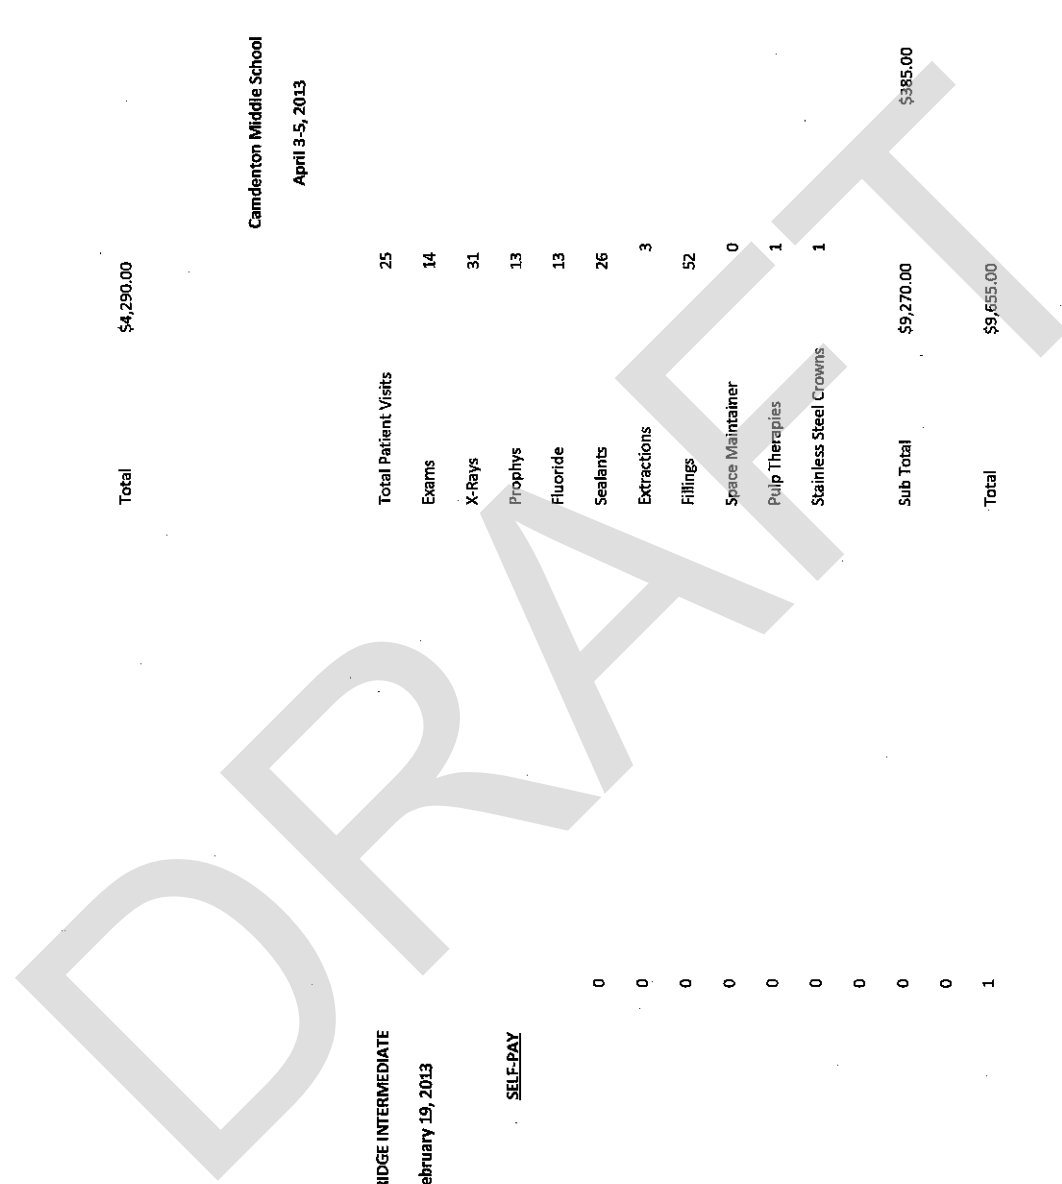 Total $4,290.00
Camdenton Middle School
April 3-5, 2013
IDGE INTERMEDIATE Total Patient Visits 25
ebruary 19, 2013 Exams 14
X-Rays 31
SELF-PAY Prophys 13
Fluoride 13
0 Sealants 26
0 Extractions 3
0 Fillings 52
0 Space Maintainer 0
0 Pulp Therapies 1
0 Stainless Steel Crowns 1
0
0 Sub Total $9,270.00 $385.00
0
1 Total $9,655.00
DRAFT